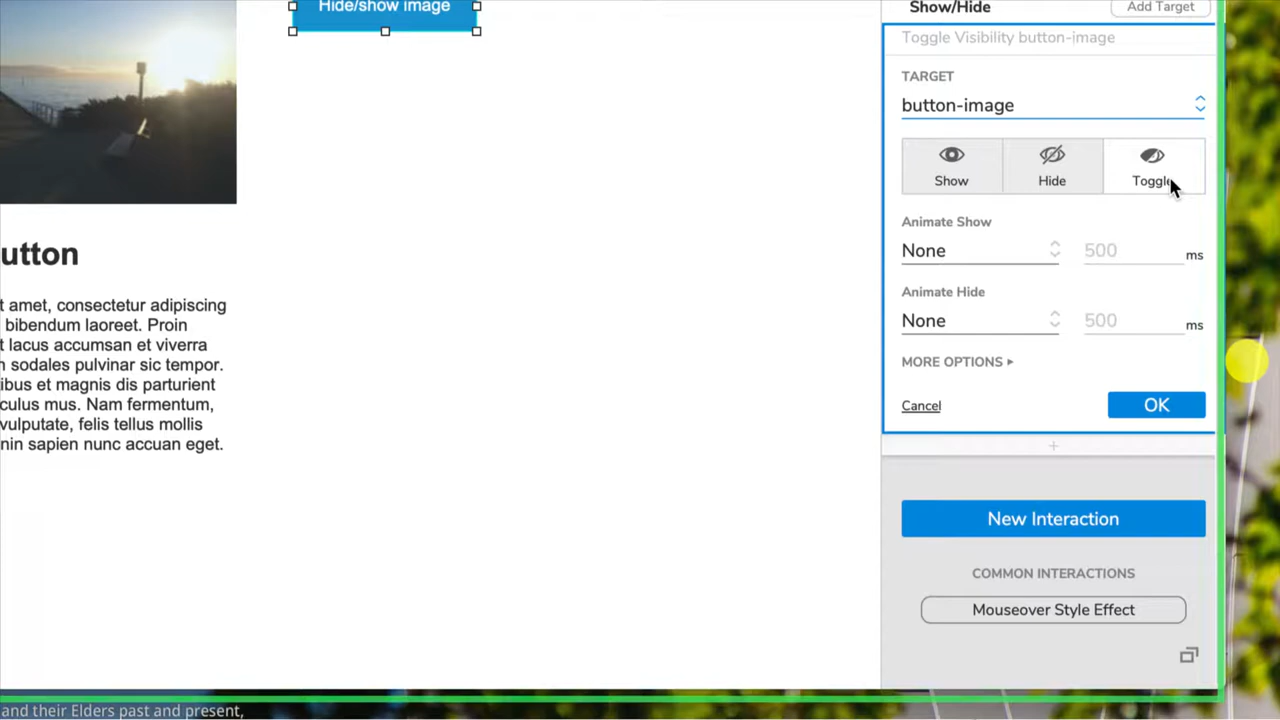 Hide/show image
utton
t amet, consectetur adipiscing
bibendum laoreet. Proin
t lacus accumsan et viverra
n sodales pulvinar sic tempor.
ibus et magnis dis parturient
culus mus. Nam fermentum,
vulputate, felis tellus mollis
nin sapien nunc accuan eget.
Show/Hide
Add Target
Toggle Visibility button-image
TARGET
button-image
Show
Hide
Toggle
Animate Show
None
500
ms
Animate Hide
None
500
ms
MORE OPTIONS ▸
Cancel
OK
+
New Interaction
COMMON INTERACTIONS
Mouseover Style Effect
and their Elders past and present,